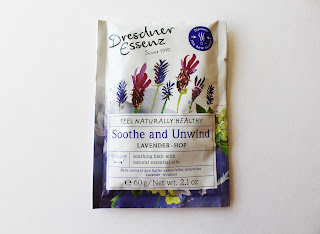 Dresdner
Essenz
Since 1910
FEEL NATURALLY HEALTHY
Soothe and Unwind
LAVENDER · HOP
soothing bath with
natural essential oils
℮ 60 g / Net wt. 2.1 oz.